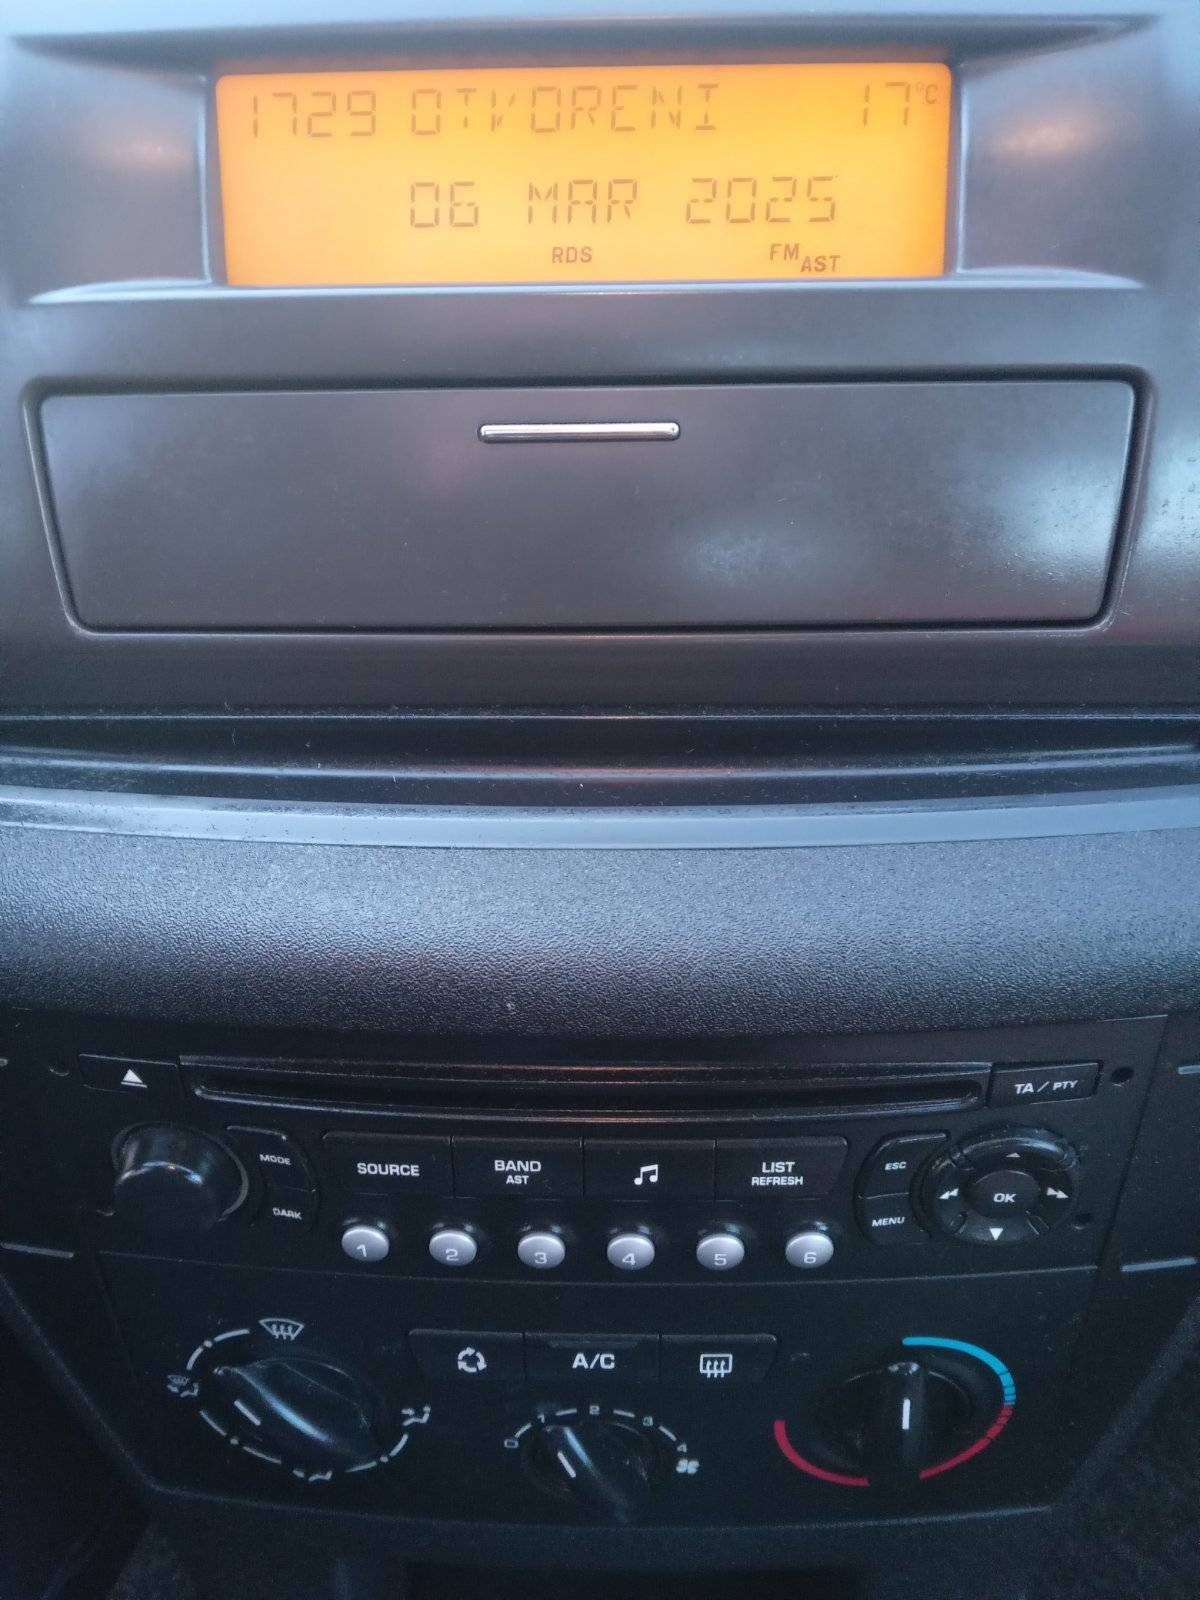 1729 OTVORENI 17°C
06 MAR 2025
RDS FM AST
TA / PTY
MODE
DARK
SOURCE
BAND
AST
LIST
REFRESH
ESC
MENU
OK
1 2 3 4 5 6
A/C
0 1 2 3 4